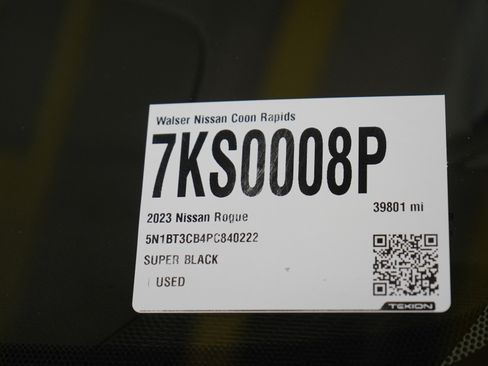 Walser Nissan Coon Rapids
7KS0008P
39801 mi
2023 Nissan Rogue
5N1BT3CB4PC840222
SUPER BLACK
USED
TEKION